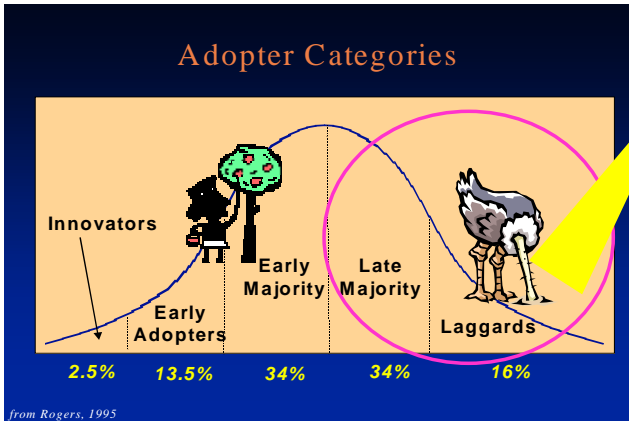 Adopter Categories
Innovators
Early
Adopters
Early
Majority
Late
Majority
Laggards
2.5%
13.5%
34%
34%
16%
from Rogers, 1995